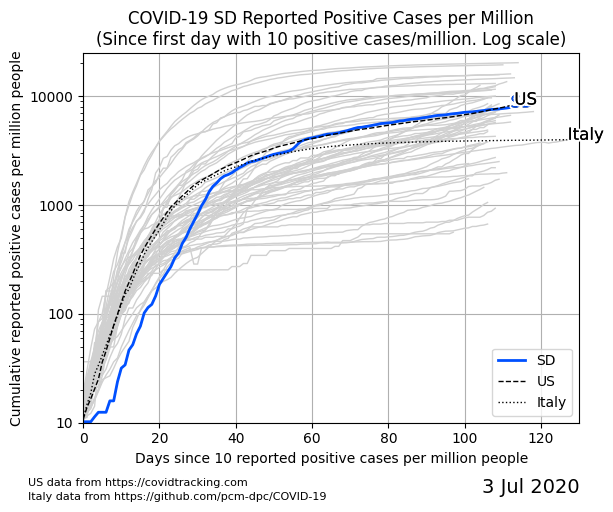 COVID-19 SD Reported Positive Cases per Million
(Since first day with 10 positive cases/million. Log scale)
Cumulative reported positive cases per million people
10000
1000
100
10
US
Italy
SD
US
Italy
0
20
40
60
80
100
120
Days since 10 reported positive cases per million people
US data from https://covidtracking.com
Italy data from https://github.com/pcm-dpc/COVID-19
3 Jul 2020